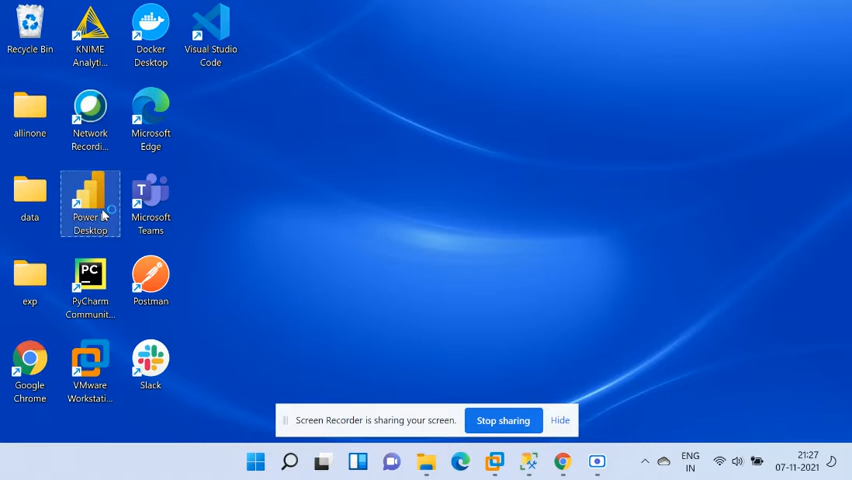 Recycle Bin
KNIME
Analyti...
Docker
Desktop
Visual Studio
Code
allinone
Network
Recordi...
Microsoft
Edge
data
Power
Desktop
T
Microsoft
Teams
exp
PC
PyCharm
Communit...
Postman
Google
Chrome
VMware
Workstati...
Slack
Screen Recorder is sharing your screen.
Stop sharing
Hide
ENG
IN
21:27
07-11-2021